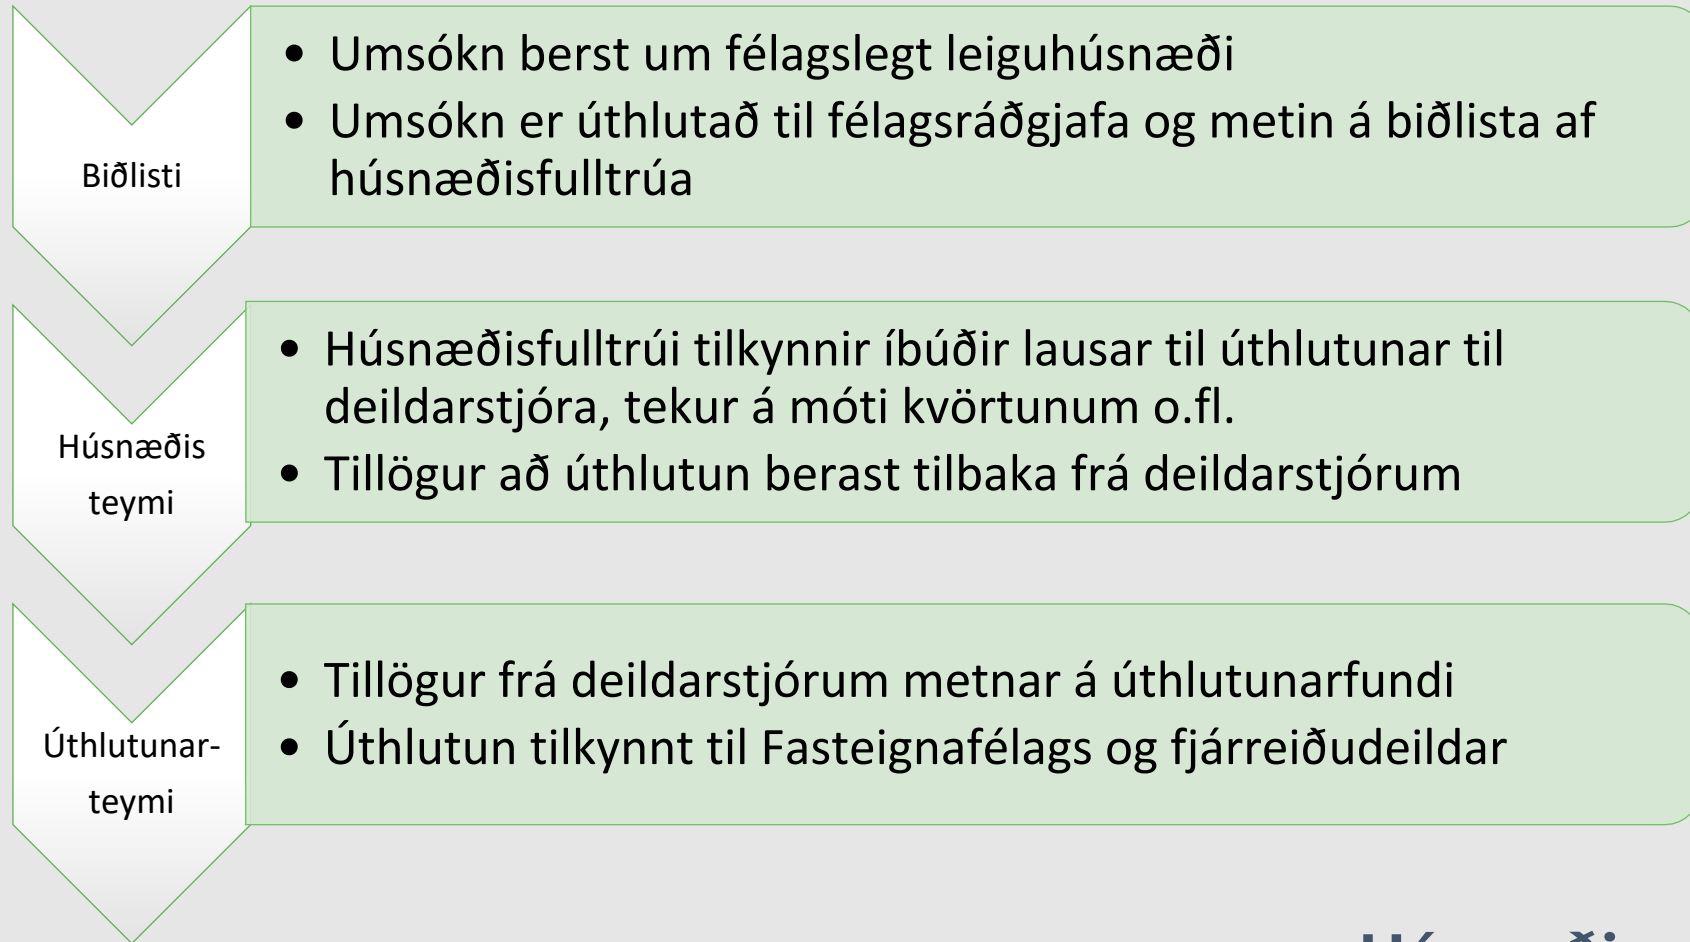 Biðlisti
• Umsókn berst um félagslegt leiguhúsnæði
• Umsókn er úthlutað til félagsráðgjafa og metin á biðlista af
húsnæðisfulltrúa
Húsnæðis
teymi
• Húsnæðisfulltrúi tilkynnir íbúðir lausar til úthlutunar til
deildarstjóra, tekur á móti kvörtunum o.fl.
• Tillögur að úthlutun berast tilbaka frá deildarstjórum
Úthlutunar-
teymi
• Tillögur frá deildarstjórum metnar á úthlutunarfundi
• Úthlutun tilkynnt til Fasteignafélags og fjárreiðudeildar